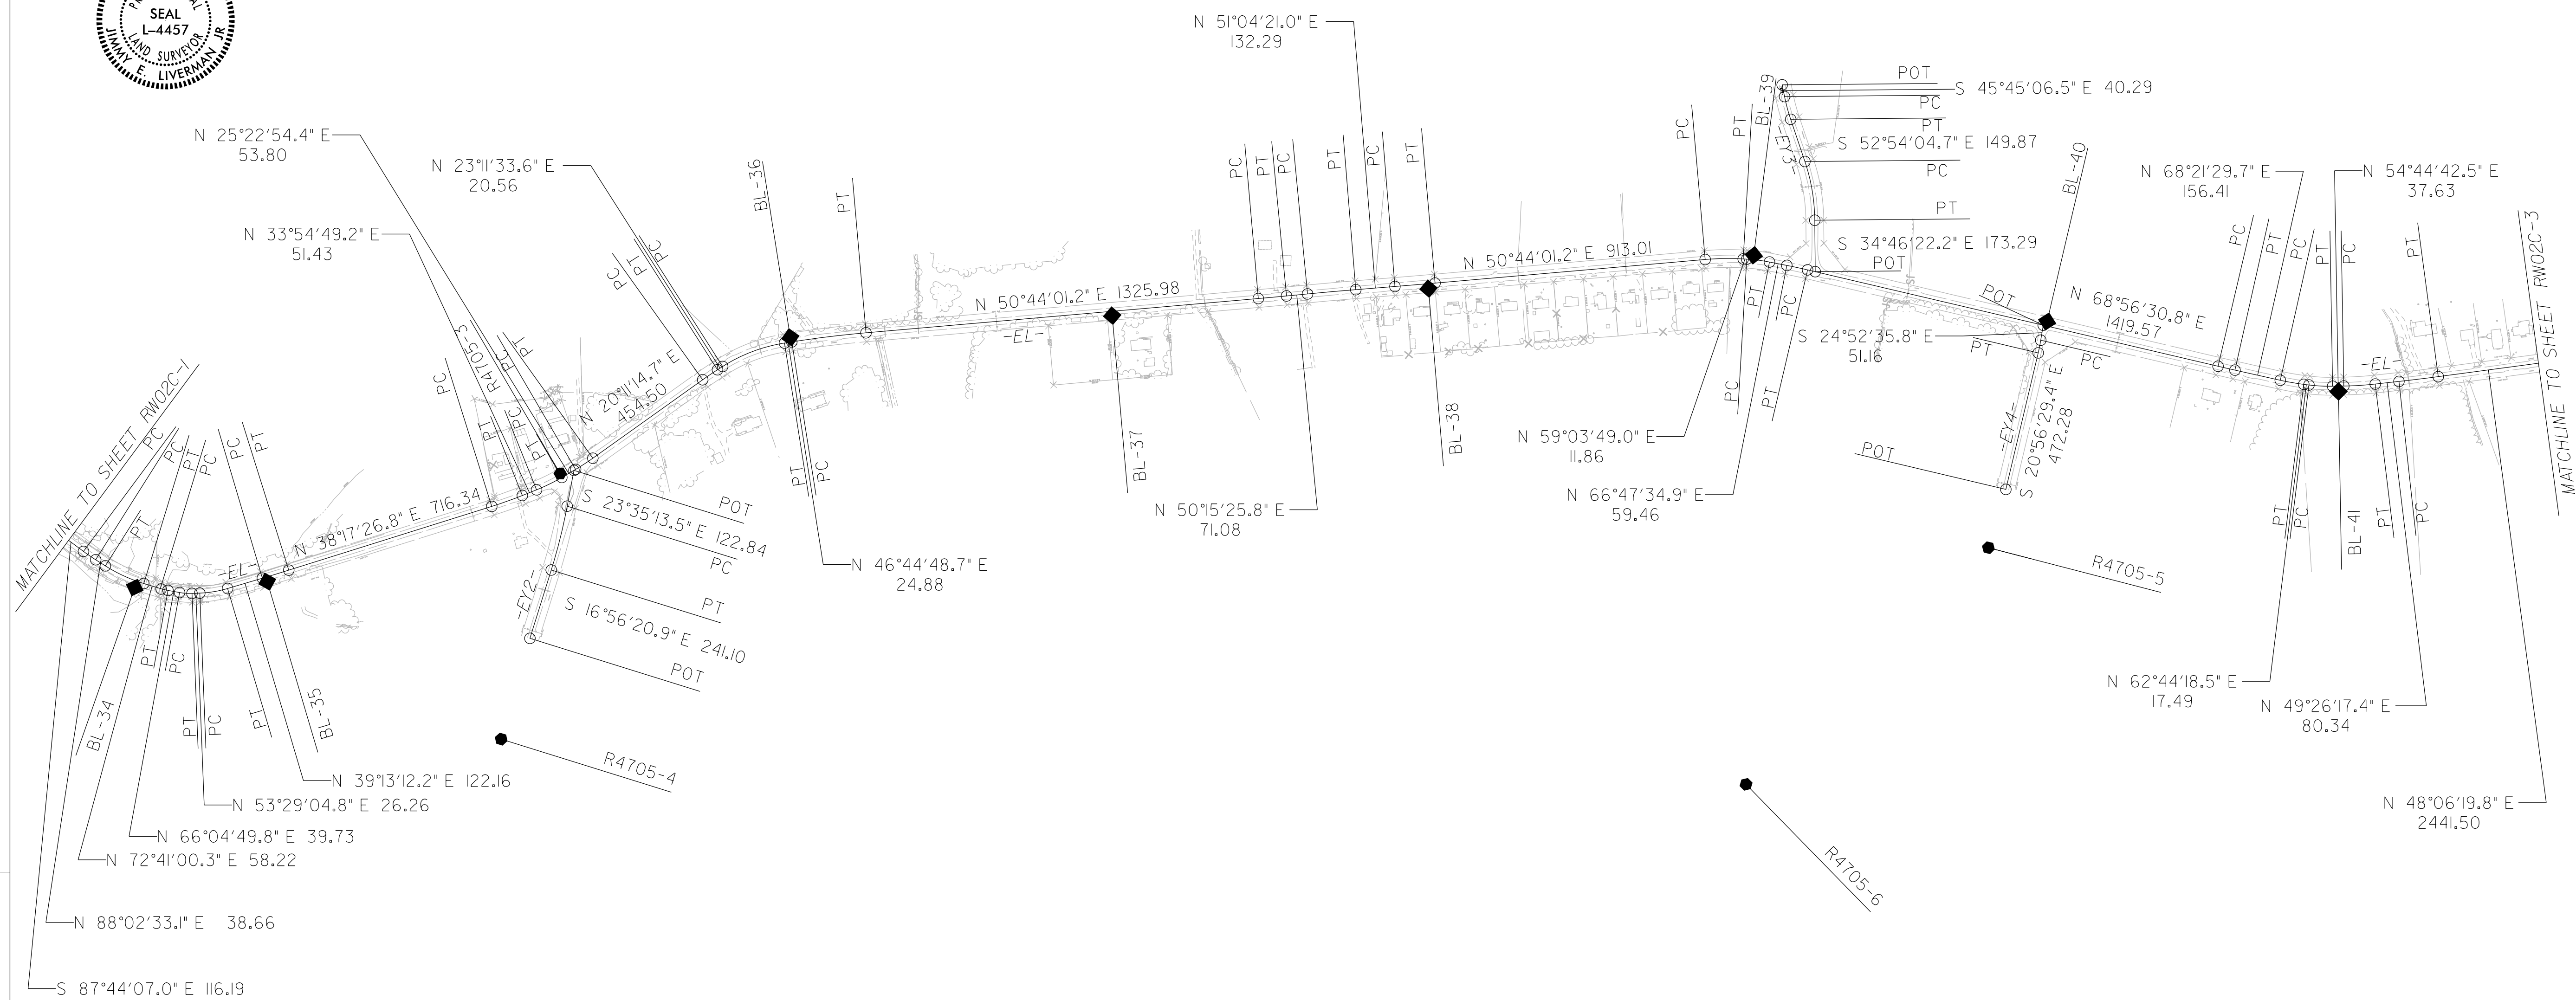 SEAL
L-4457
LAND SURVEYOR
JIMMY E. LIVERMAN JR
N 51°04'21.0" E
132.29
N 25°22'54.4" E
53.80
N 23°11'33.6" E
20.56
N 33°54'49.2" E
51.43
BL-36
PT
PC
PT
PC
PT
PC
PT
PC
PT
BL-39
POT
S 45°45'06.5" E 40.29
PC
PT
S 52°54'04.7" E 149.87
PC
-EY3-
PT
S 34°46'22.2" E 173.29
POT
BL-40
N 68°21'29.7" E
156.41
N 54°44'42.5" E
37.63
PC
PT
PC
PT
PC
PT
MATCHLINE TO SHEET RW02C-3
PC
PT
PC
N 50°44'01.2" E 1325.98
-EL-
N 50°44'01.2" E 913.01
POT
N 68°56'30.8" E
1419.57
S 24°52'35.8" E
51.16
PT
PC
-EL-
R4705-3
PC
PT
PC
PT
PC
PT
N 20°11'14.7" E
454.50
MATCHLINE TO SHEET RW02C-1
PC
PC
PT
PC
PT
PC
PT
-EL-
N 38°17'26.8" E 716.34
POT
S 23°35'13.5" E 122.84
PC
PT
-EY2-
S 16°56'20.9" E 241.10
POT
PT
PC
BL-37
BL-38
N 46°44'48.7" E
24.88
N 50°15'25.8" E
71.08
N 59°03'49.0" E
11.86
N 66°47'34.9" E
59.46
PT
PC
PC
PT
POT
-EY4-
S 20°56'29.4" E
472.28
R4705-5
PT
PC
BL-41
PT
PC
N 62°44'18.5" E
17.49
N 49°26'17.4" E
80.34
N 48°06'19.8" E
2441.50
BL-34
PT
PC
PT
PC
PT
BL-35
R4705-4
R4705-6
N 39°13'12.2" E 122.16
N 53°29'04.8" E 26.26
N 66°04'49.8" E 39.73
N 72°41'00.3" E 58.22
N 88°02'33.1" E 38.66
S 87°44'07.0" E 116.19